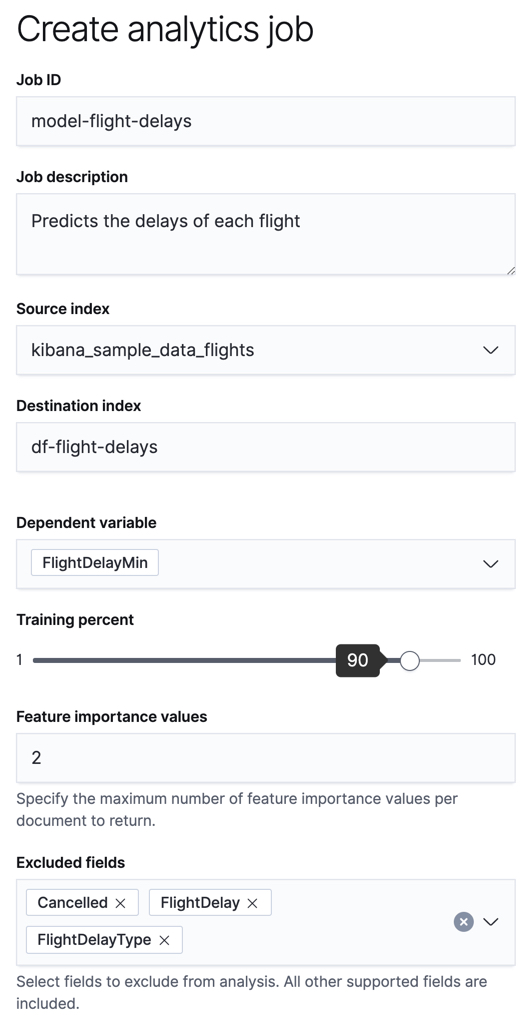 Create analytics job
Job ID
model-flight-delays
Job description
Predicts the delays of each flight
Source index
kibana_sample_data_flights
Destination index
df-flight-delays
Dependent variable
FlightDelayMin
Training percent
1 90 100
Feature importance values
2
Specify the maximum number of feature importance values per
document to return.
Excluded fields
Cancelled FlightDelay
FlightDelayType
Select fields to exclude from analysis. All other supported fields are
included.